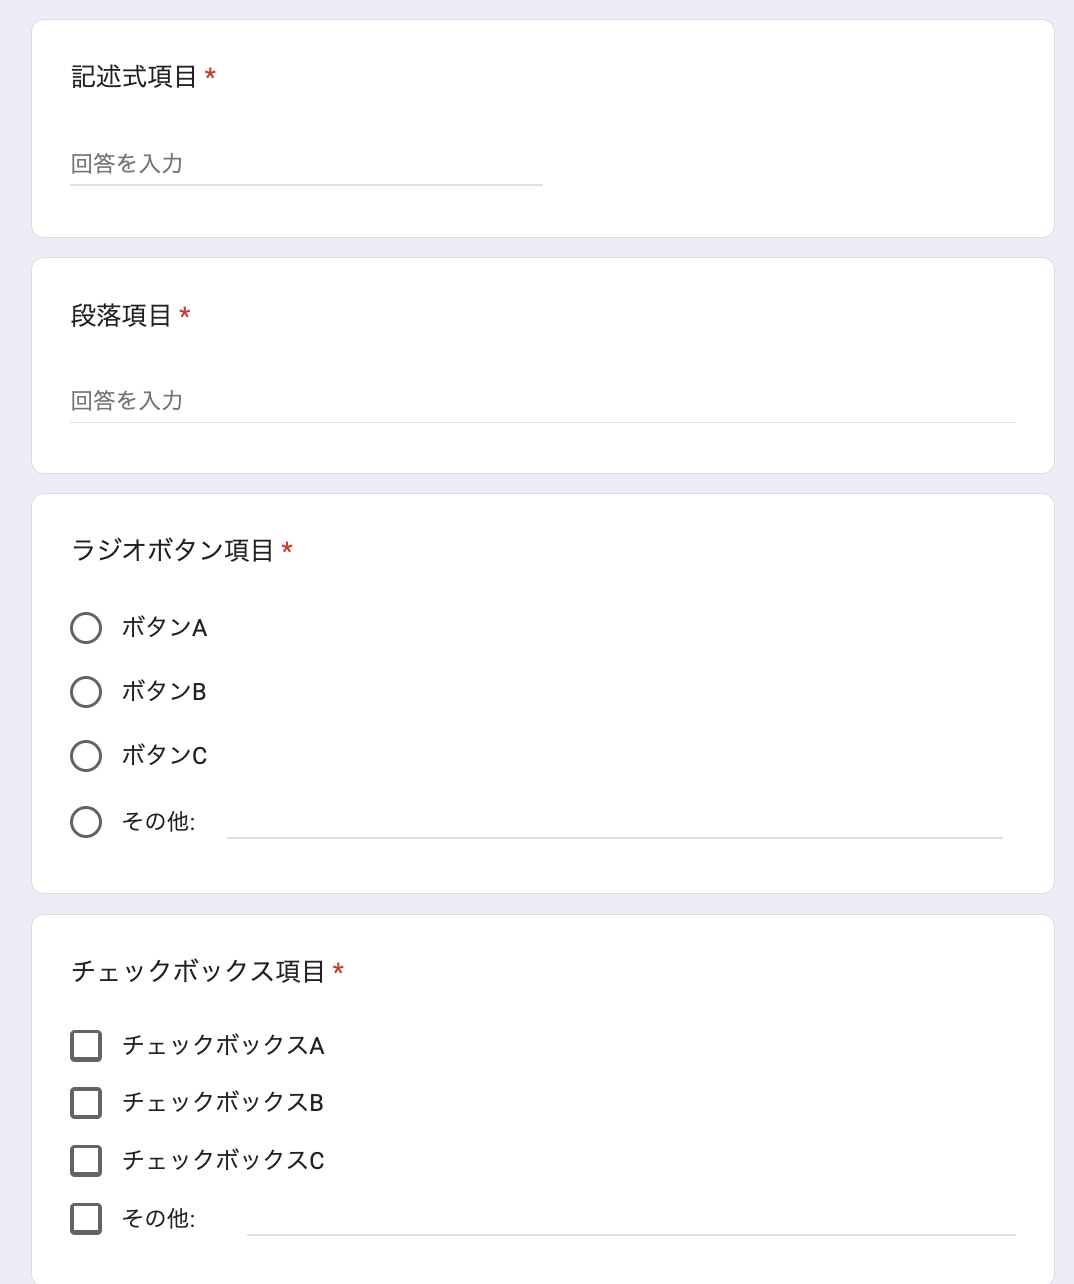 記述式項目 *
回答を入力
段落項目 *
回答を入力
ラジオボタン項目 *
ボタンA
ボタンB
ボタンC
その他:
チェックボックス項目 *
チェックボックスA
チェックボックスB
チェックボックスC
その他: